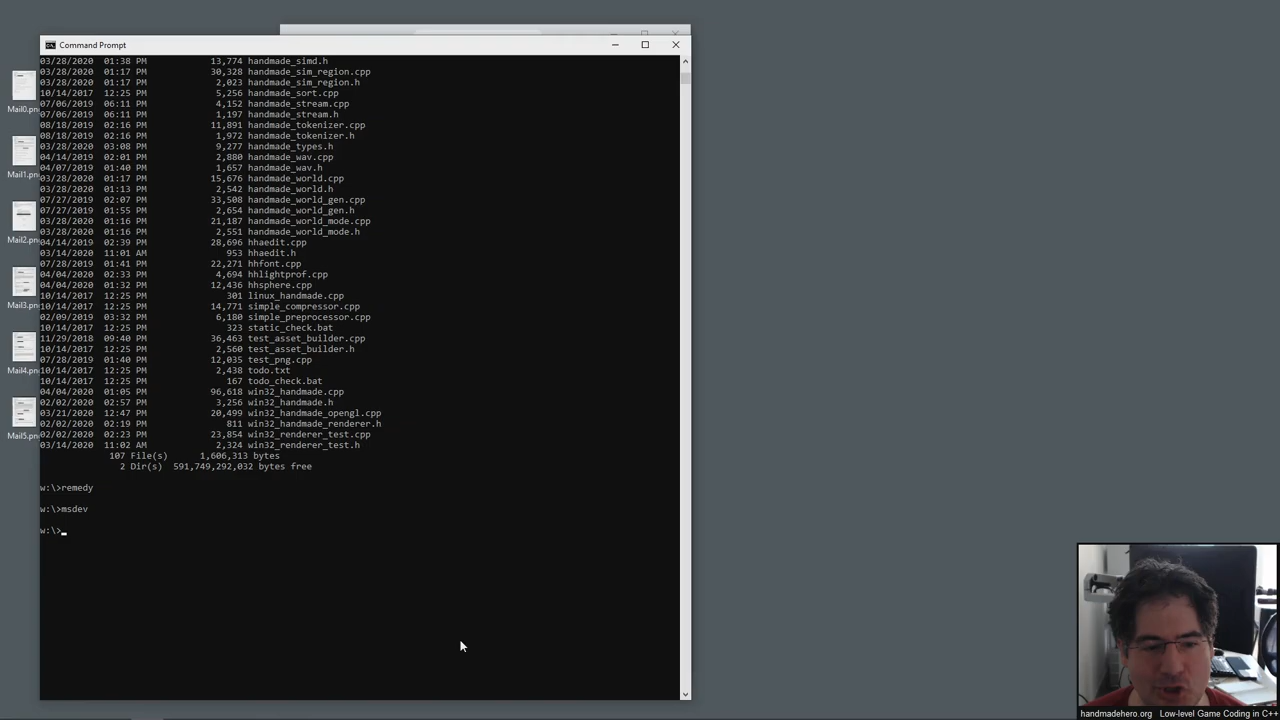 Command Prompt
03/28/2020 01:38 PM 13,774 handmade_simd.h
03/28/2020 01:17 PM 30,328 handmade_sim_region.cpp
03/28/2020 01:17 PM 2,023 handmade_sim_region.h
10/14/2017 12:25 PM 5,256 handmade_sort.cpp
07/06/2019 06:11 PM 4,152 handmade_stream.cpp
07/06/2019 06:11 PM 1,197 handmade_stream.h
08/18/2019 02:16 PM 11,891 handmade_tokenizer.cpp
08/18/2019 02:16 PM 1,972 handmade_tokenizer.h
03/28/2020 03:08 PM 9,277 handmade_types.h
04/14/2019 02:01 PM 2,880 handmade_wav.cpp
04/07/2019 01:40 PM 1,657 handmade_wav.h
03/28/2020 01:17 PM 15,676 handmade_world.cpp
03/28/2020 01:13 PM 2,542 handmade_world.h
07/27/2019 02:07 PM 33,508 handmade_world_gen.cpp
07/27/2019 01:55 PM 2,654 handmade_world_gen.h
03/28/2020 01:16 PM 21,187 handmade_world_mode.cpp
03/28/2020 01:16 PM 2,551 handmade_world_mode.h
04/14/2019 02:39 PM 28,696 hhaedit.cpp
03/14/2020 11:01 AM 953 hhaedit.h
07/28/2019 01:41 PM 22,271 hhfont.cpp
04/04/2020 02:33 PM 4,694 hhlightprof.cpp
04/04/2020 01:32 PM 12,436 hhsphere.cpp
10/14/2017 12:25 PM 301 linux_handmade.cpp
10/14/2017 12:25 PM 14,771 simple_compressor.cpp
02/09/2019 03:32 PM 6,180 simple_preprocessor.cpp
10/14/2017 12:25 PM 323 static_check.bat
11/29/2018 09:40 PM 36,463 test_asset_builder.cpp
10/14/2017 12:25 PM 2,560 test_asset_builder.h
07/28/2019 01:40 PM 12,035 test_png.cpp
10/14/2017 12:25 PM 2,438 todo.txt
10/14/2017 12:25 PM 167 todo_check.bat
04/04/2020 01:05 PM 96,618 win32_handmade.cpp
02/02/2020 02:57 PM 3,256 win32_handmade.h
03/21/2020 12:47 PM 20,499 win32_handmade_opengl.cpp
02/02/2020 02:19 PM 811 win32_handmade_renderer.h
02/02/2020 02:23 PM 23,854 win32_renderer_test.cpp
03/14/2020 11:02 AM 2,324 win32_renderer_test.h
107 File(s) 1,606,313 bytes
2 Dir(s) 591,749,292,032 bytes free
w:\>remedy
w:\>msdev
w:\>
Mail0.pn
Mail1.pn
Mail2.pn
Mail3.pn
Mail4.pn
Mail5.pn
handmadehero.org Low-level Game Coding in C++